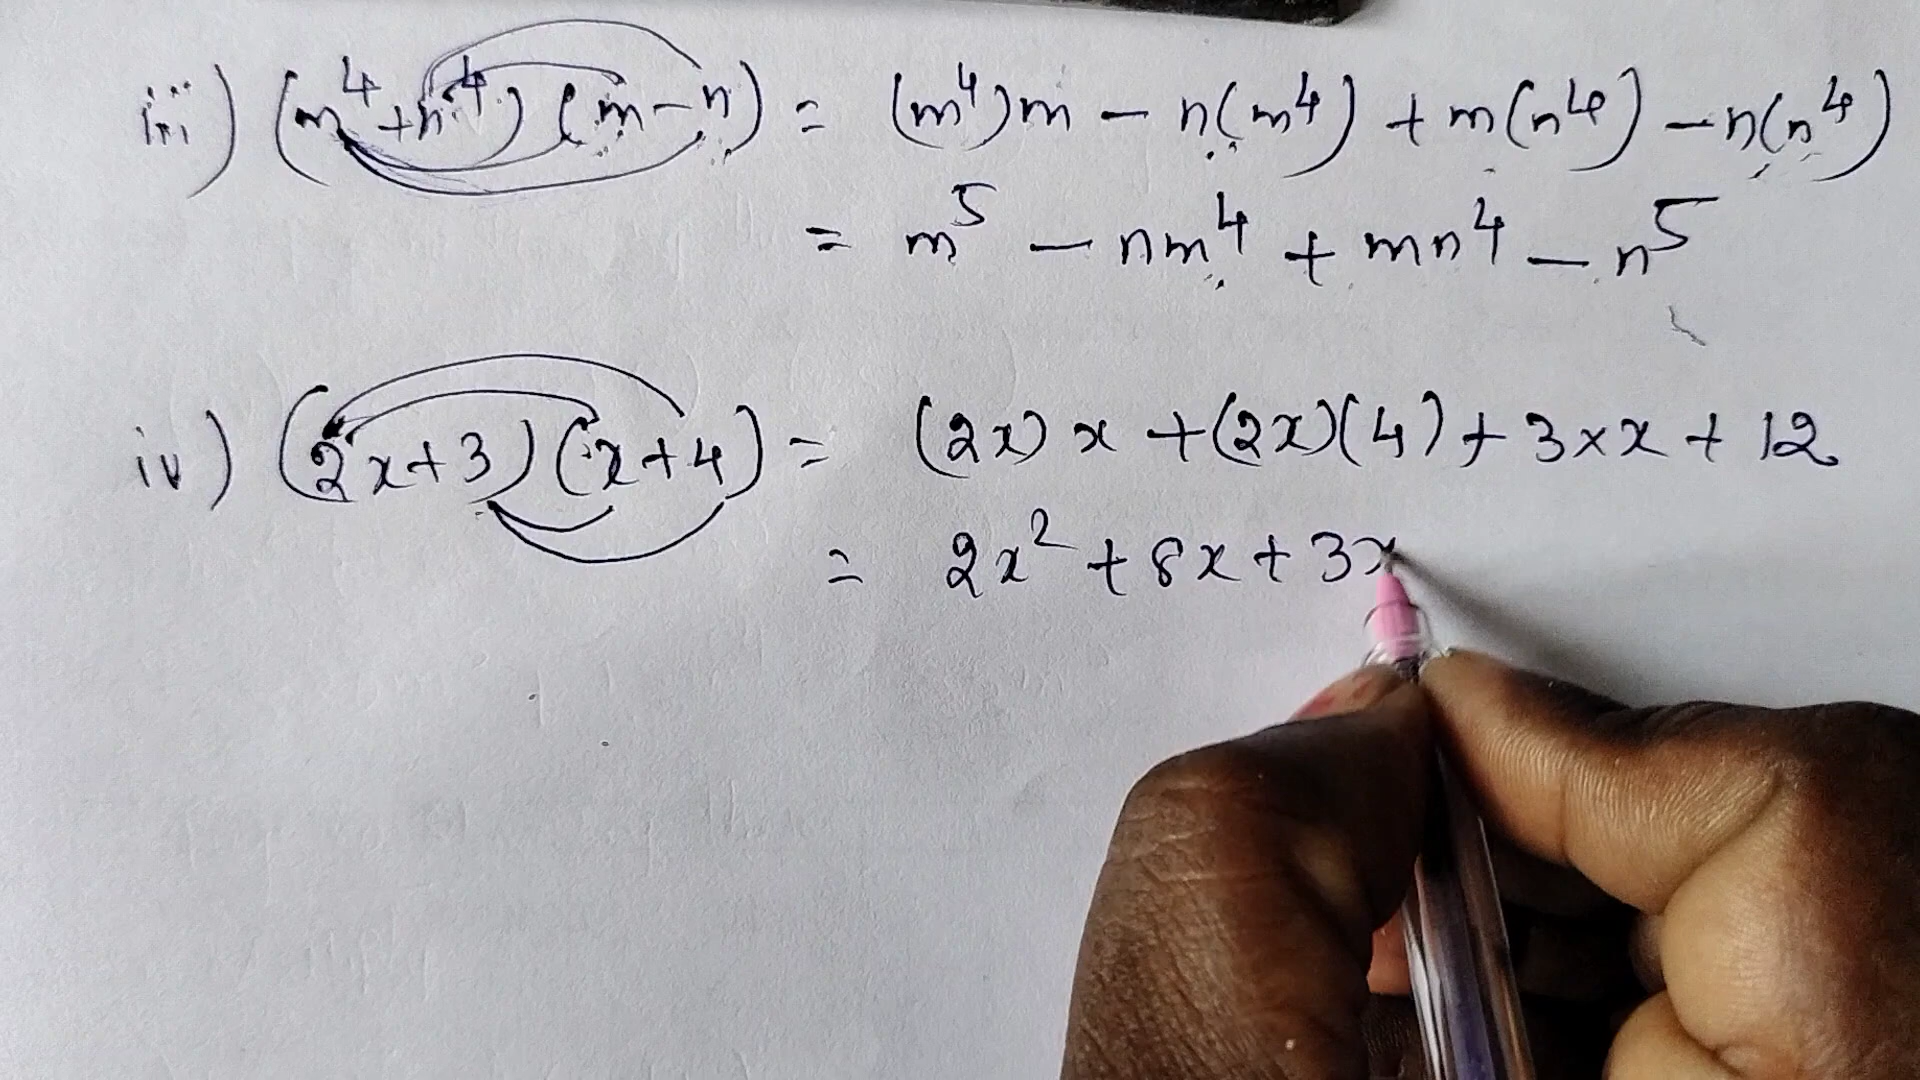 iii) (m⁴+n⁴) (m-n) = (m⁴)m - n(m⁴) + m(n⁴) - n(n⁴)
= m⁵ - nm⁴ + mn⁴ - n⁵
iv) (2x+3) (x+4) = (2x) x + (2x)(4) + 3×x + 12
= 2x² + 8x + 3x